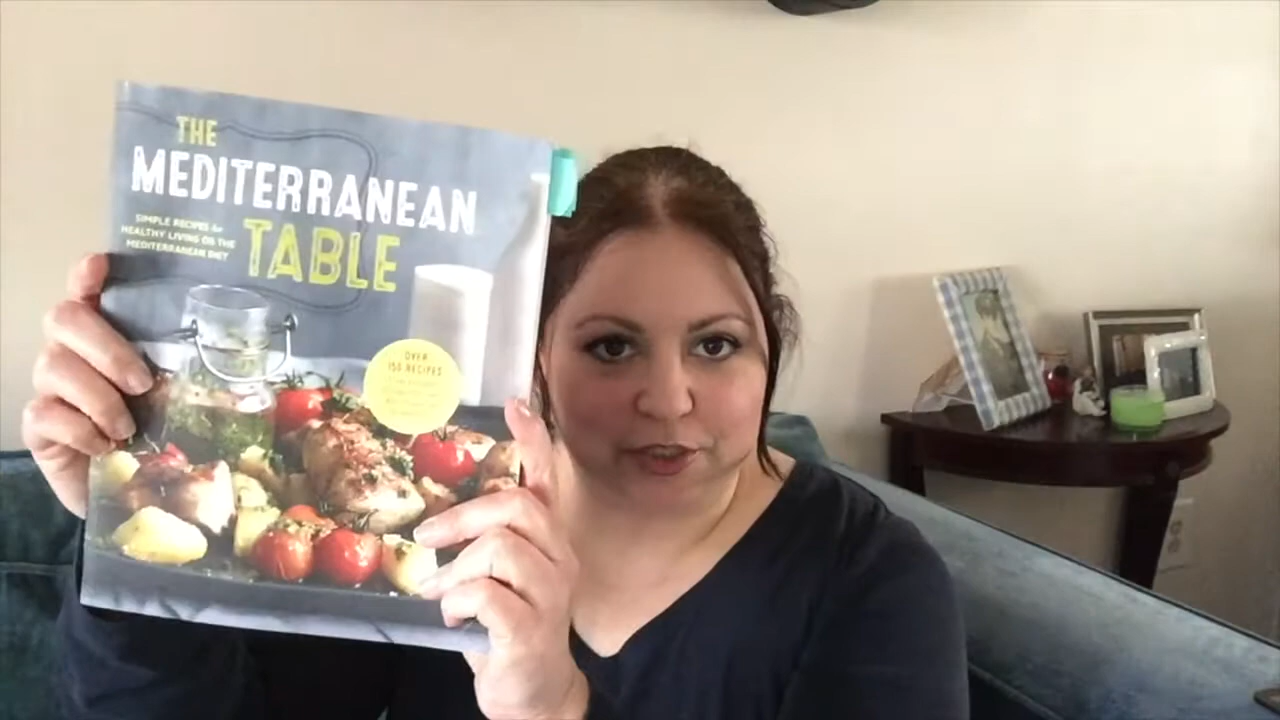 THE
MEDITERRANEAN
TABLE
SIMPLE RECIPES for
HEALTHY LIVING ON THE
MEDITERRANEAN DIET
OVER
150 RECIPES